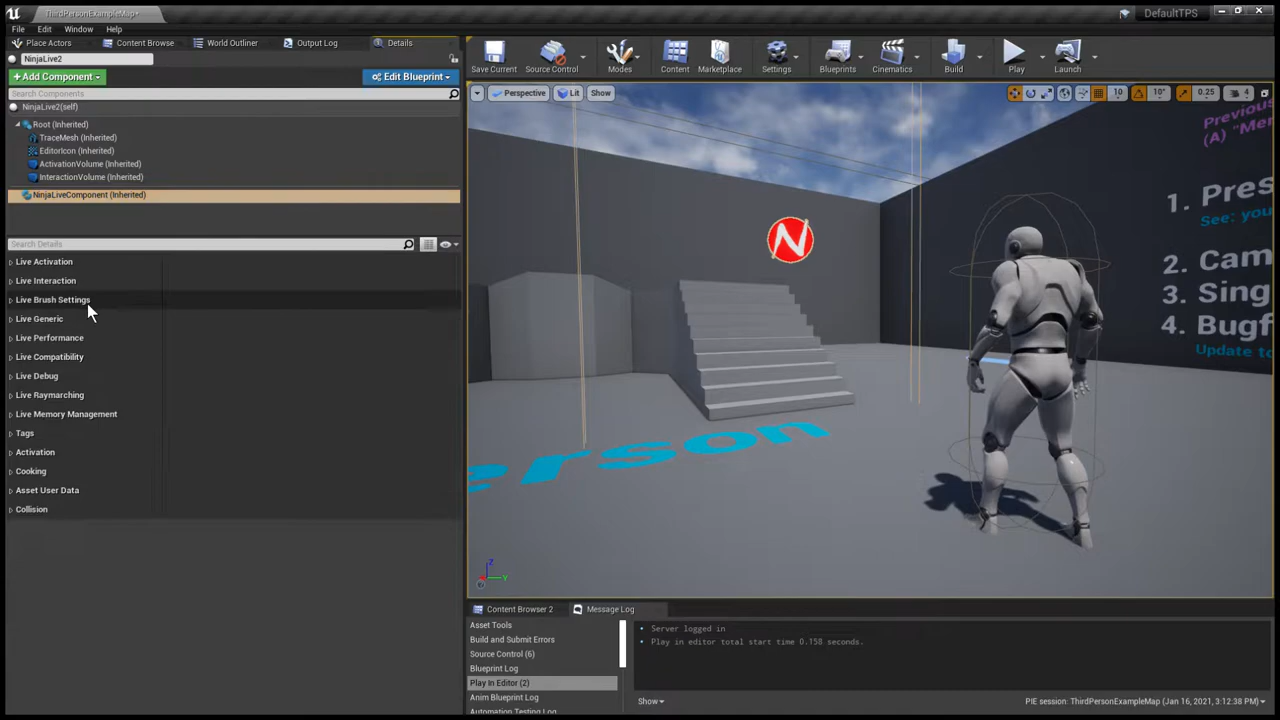 ThirdPersonExampleMap*
DefaultTPS
File Edit Window Help
Place Actors Content Browse World Outliner Output Log Details
NinjaLive2
+Add Component Edit Blueprint
Save Current Source Control Modes Content Marketplace Settings Blueprints Cinematics Build Play Launch
Search Components
NinjaLive2(self)
Root (Inherited)
TraceMesh (Inherited)
EditorIcon (Inherited)
ActivationVolume (Inherited)
InteractionVolume (Inherited)
NinjaLiveComponent (Inherited)
Search Details
Live Activation
Live Interaction
Live Brush Settings
Live Generic
Live Performance
Live Compatibility
Live Debug
Live Raymarching
Live Memory Management
Tags
Activation
Cooking
Asset User Data
Collision
Perspective Lit Show
10 10° 0.25 4
Previous
(A) "Mer
1. Pres
See: you
2. Cam
3. Sing
4. Bugf
Update to
N
erson
Content Browser 2 Message Log
Asset Tools
Build and Submit Errors
Source Control (6)
Blueprint Log
Play In Editor (2)
Anim Blueprint Log
Automation Testing Log
Server logged in
Play in editor total start time 0.158 seconds.
Show
PIE session: ThirdPersonExampleMap (Jan 16, 2021, 3:12:38 PM)